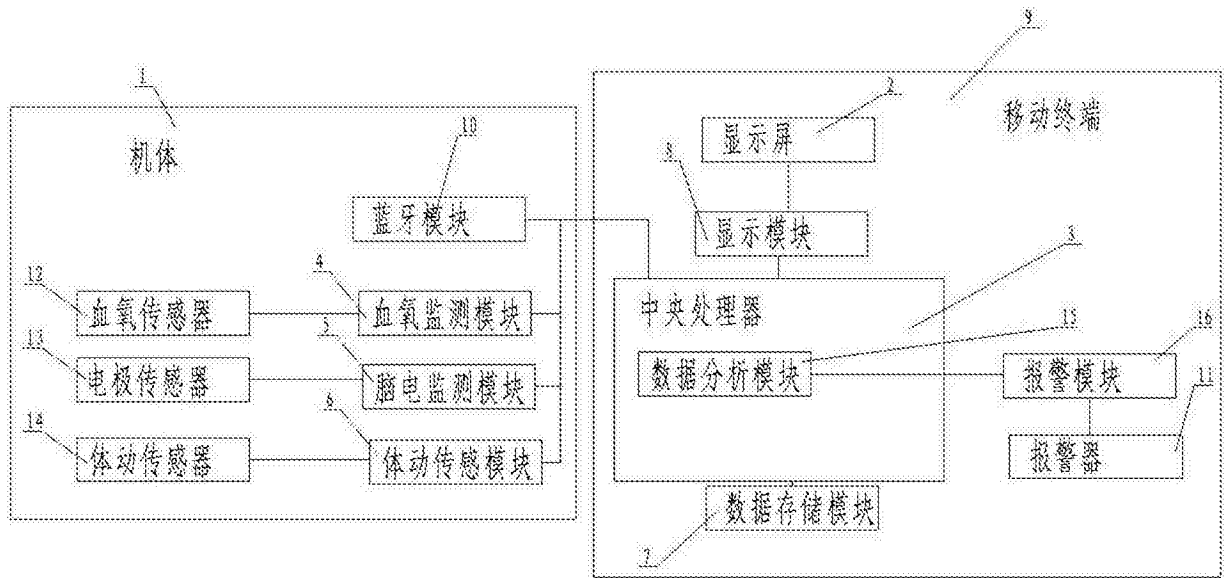 9
1
2
移动终端
10
显示屏
机体
8
蓝牙模块
显示模块
3
12
4
中央处理器
血氧传感器
血氧监测模块
15
16
13
5
数据分析模块
报警模块
11
电极传感器
脑电监测模块
14
6
体动传感器
体动传感模块
报警器
数据存储模块
7